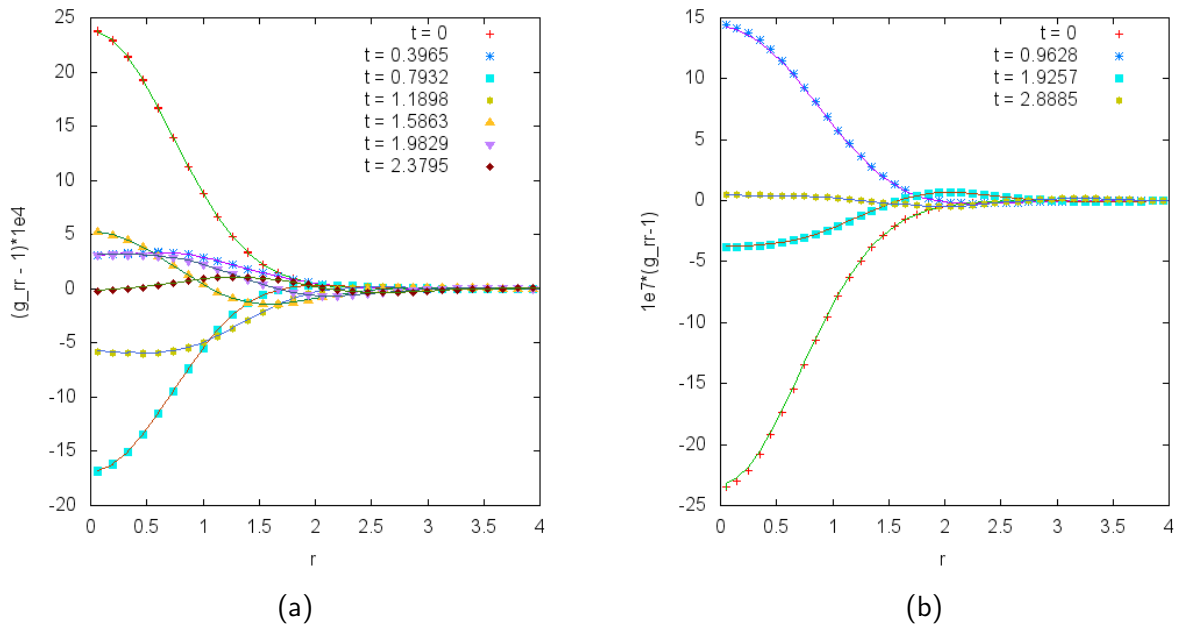 25
20
15
10
5
0
-5
-10
-15
-20
(g_rr - 1))*1e4
t = 0
t = 0.3965
t = 0.7932
t = 1.1898
t = 1.5863
t = 1.9829
t = 2.3795
0 0.5 1 1.5 2 2.5 3 3.5 4
r
(a)
15
10
5
0
-5
-10
-15
-20
-25
1e7*(g_rr-1)
t = 0
t = 0.9628
t = 1.9257
t = 2.8885
0 0.5 1 1.5 2 2.5 3 3.5 4
r
(b)